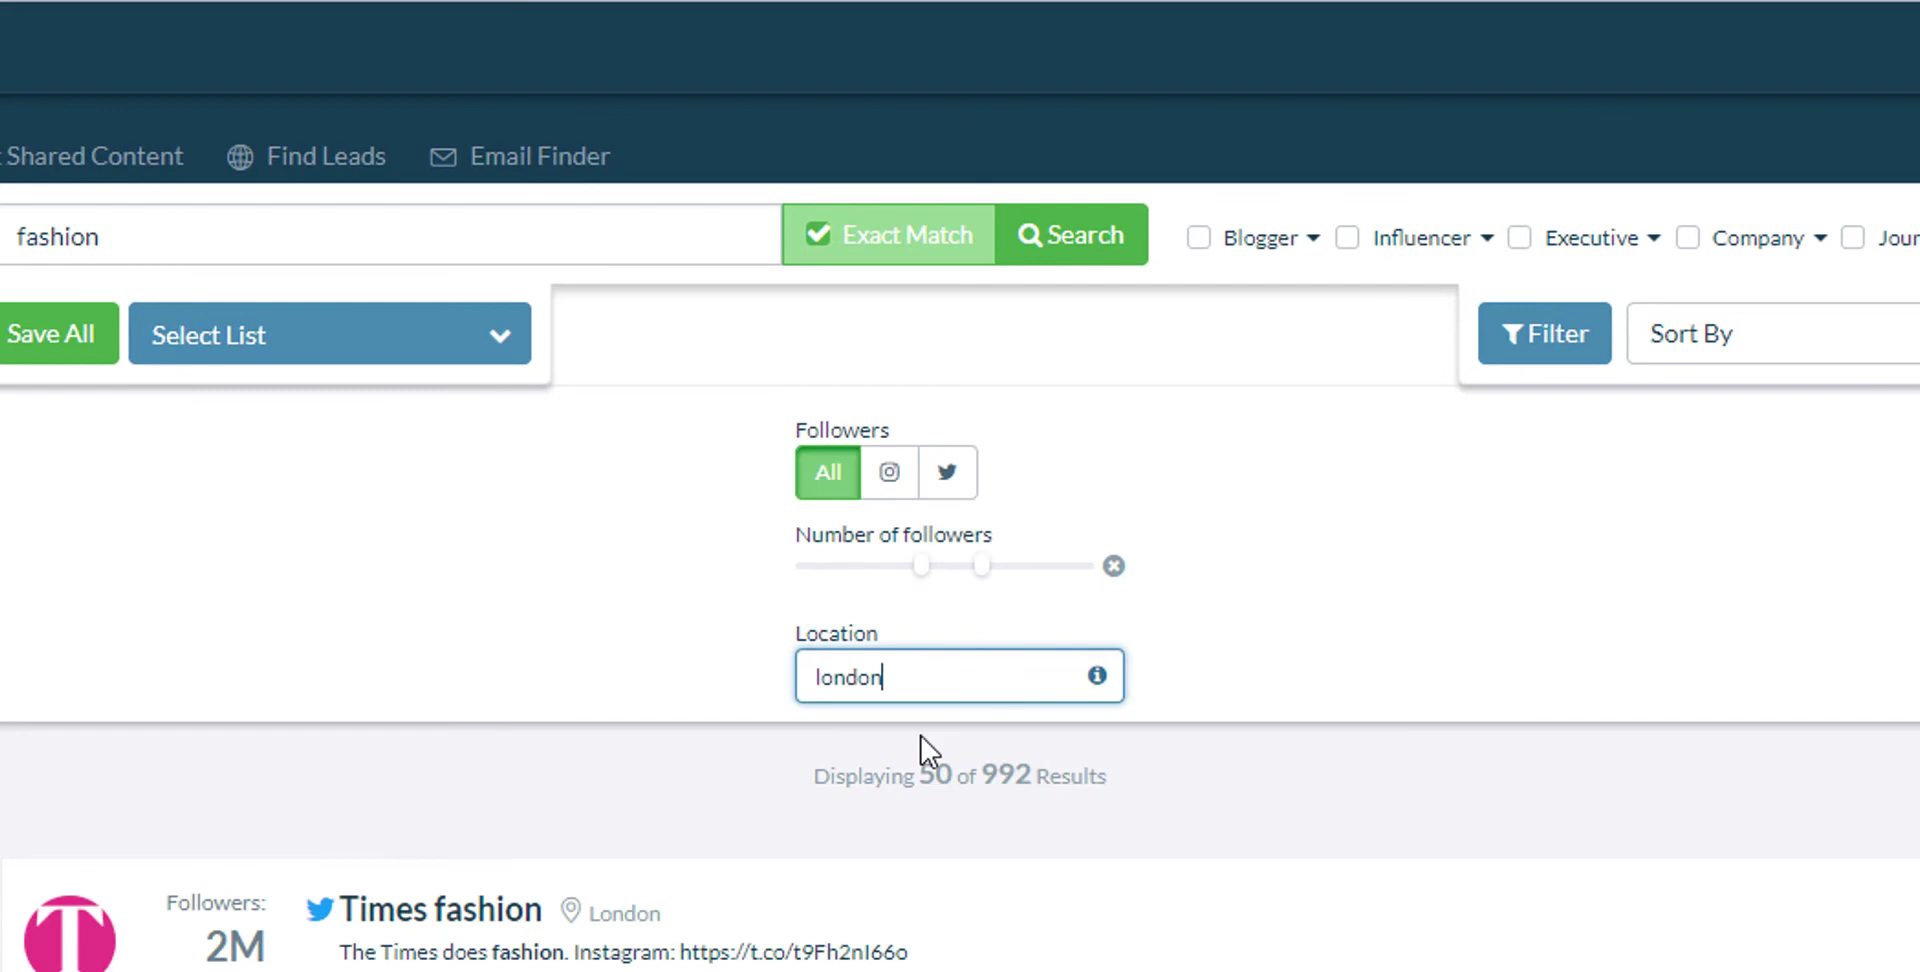 Shared Content Find Leads Email Finder
fashion Exact Match Search Blogger Influencer Executive Company
Save All Select List Filter Sort By
Followers
All
Number of followers
Location
london
Displaying 50 of 992 Results
Followers: Times fashion London
2M The Times does fashion. Instagram: https://t.co/t9Fh2nI66o